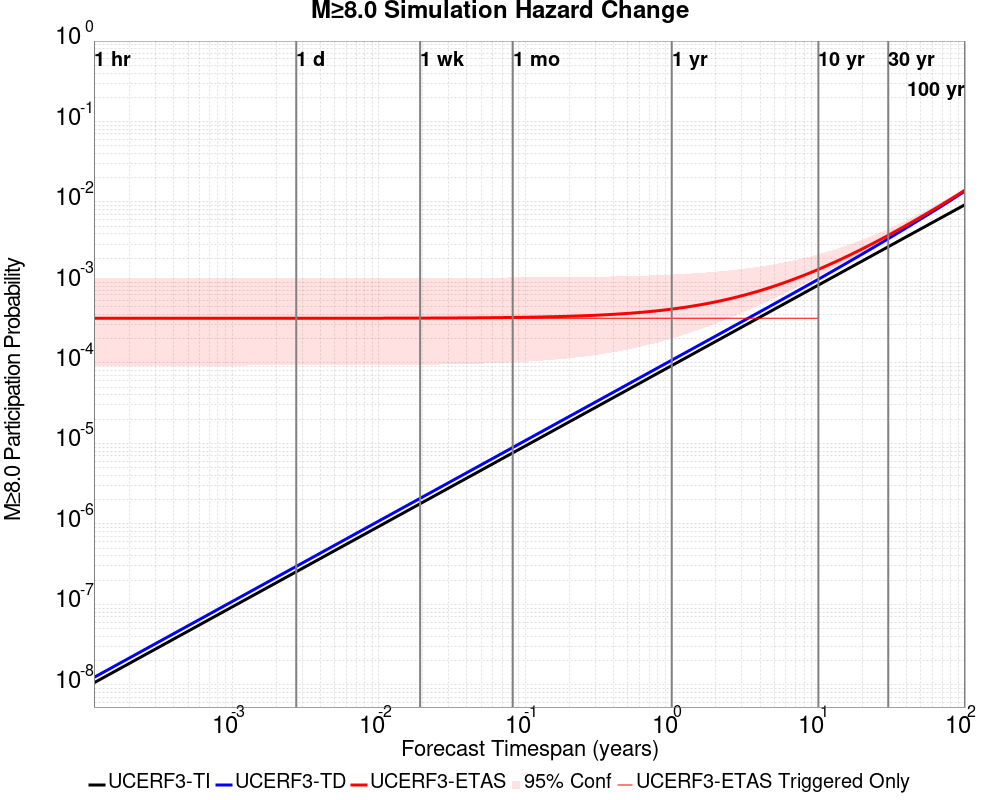 M≥8.0 Simulation Hazard Change
10^0
10^-1
10^-2
10^-3
10^-4
10^-5
10^-6
10^-7
10^-8
M≥8.0 Participation Probability
1 hr 1 d 1 wk 1 mo 1 yr 10 yr 30 yr
100 yr
10^-3 10^-2 10^-1 10^0 10^1 10^2
Forecast Timespan (years)
UCERF3-TI UCERF3-TD UCERF3-ETAS 95% Conf UCERF3-ETAS Triggered Only